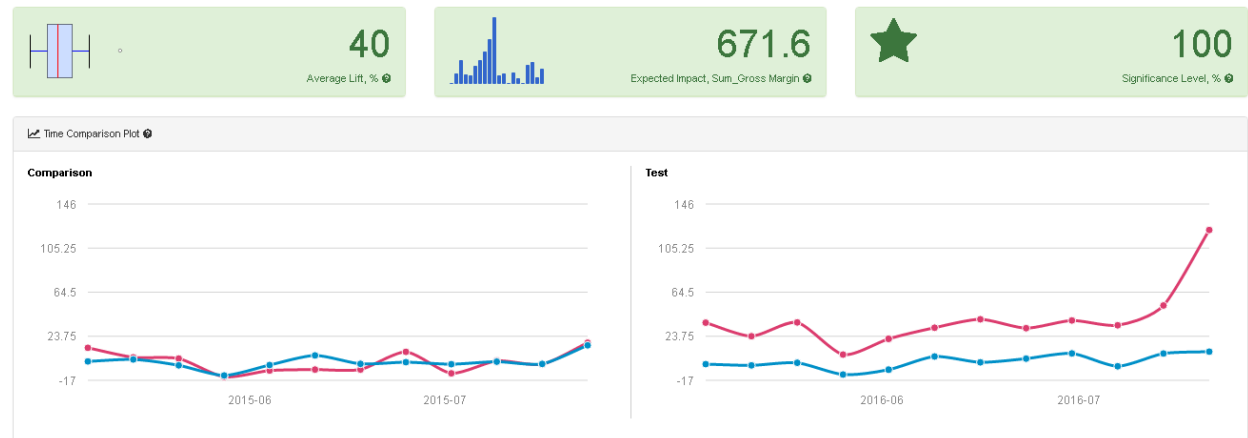 40
Average Lift, %
671.6
Expected Impact, Sum_Gross Margin
100
Significance Level, %
Time Comparison Plot
Comparison
146
105.25
64.5
23.75
-17
2015-06 2015-07
Test
146
105.25
64.5
23.75
-17
2016-06 2016-07